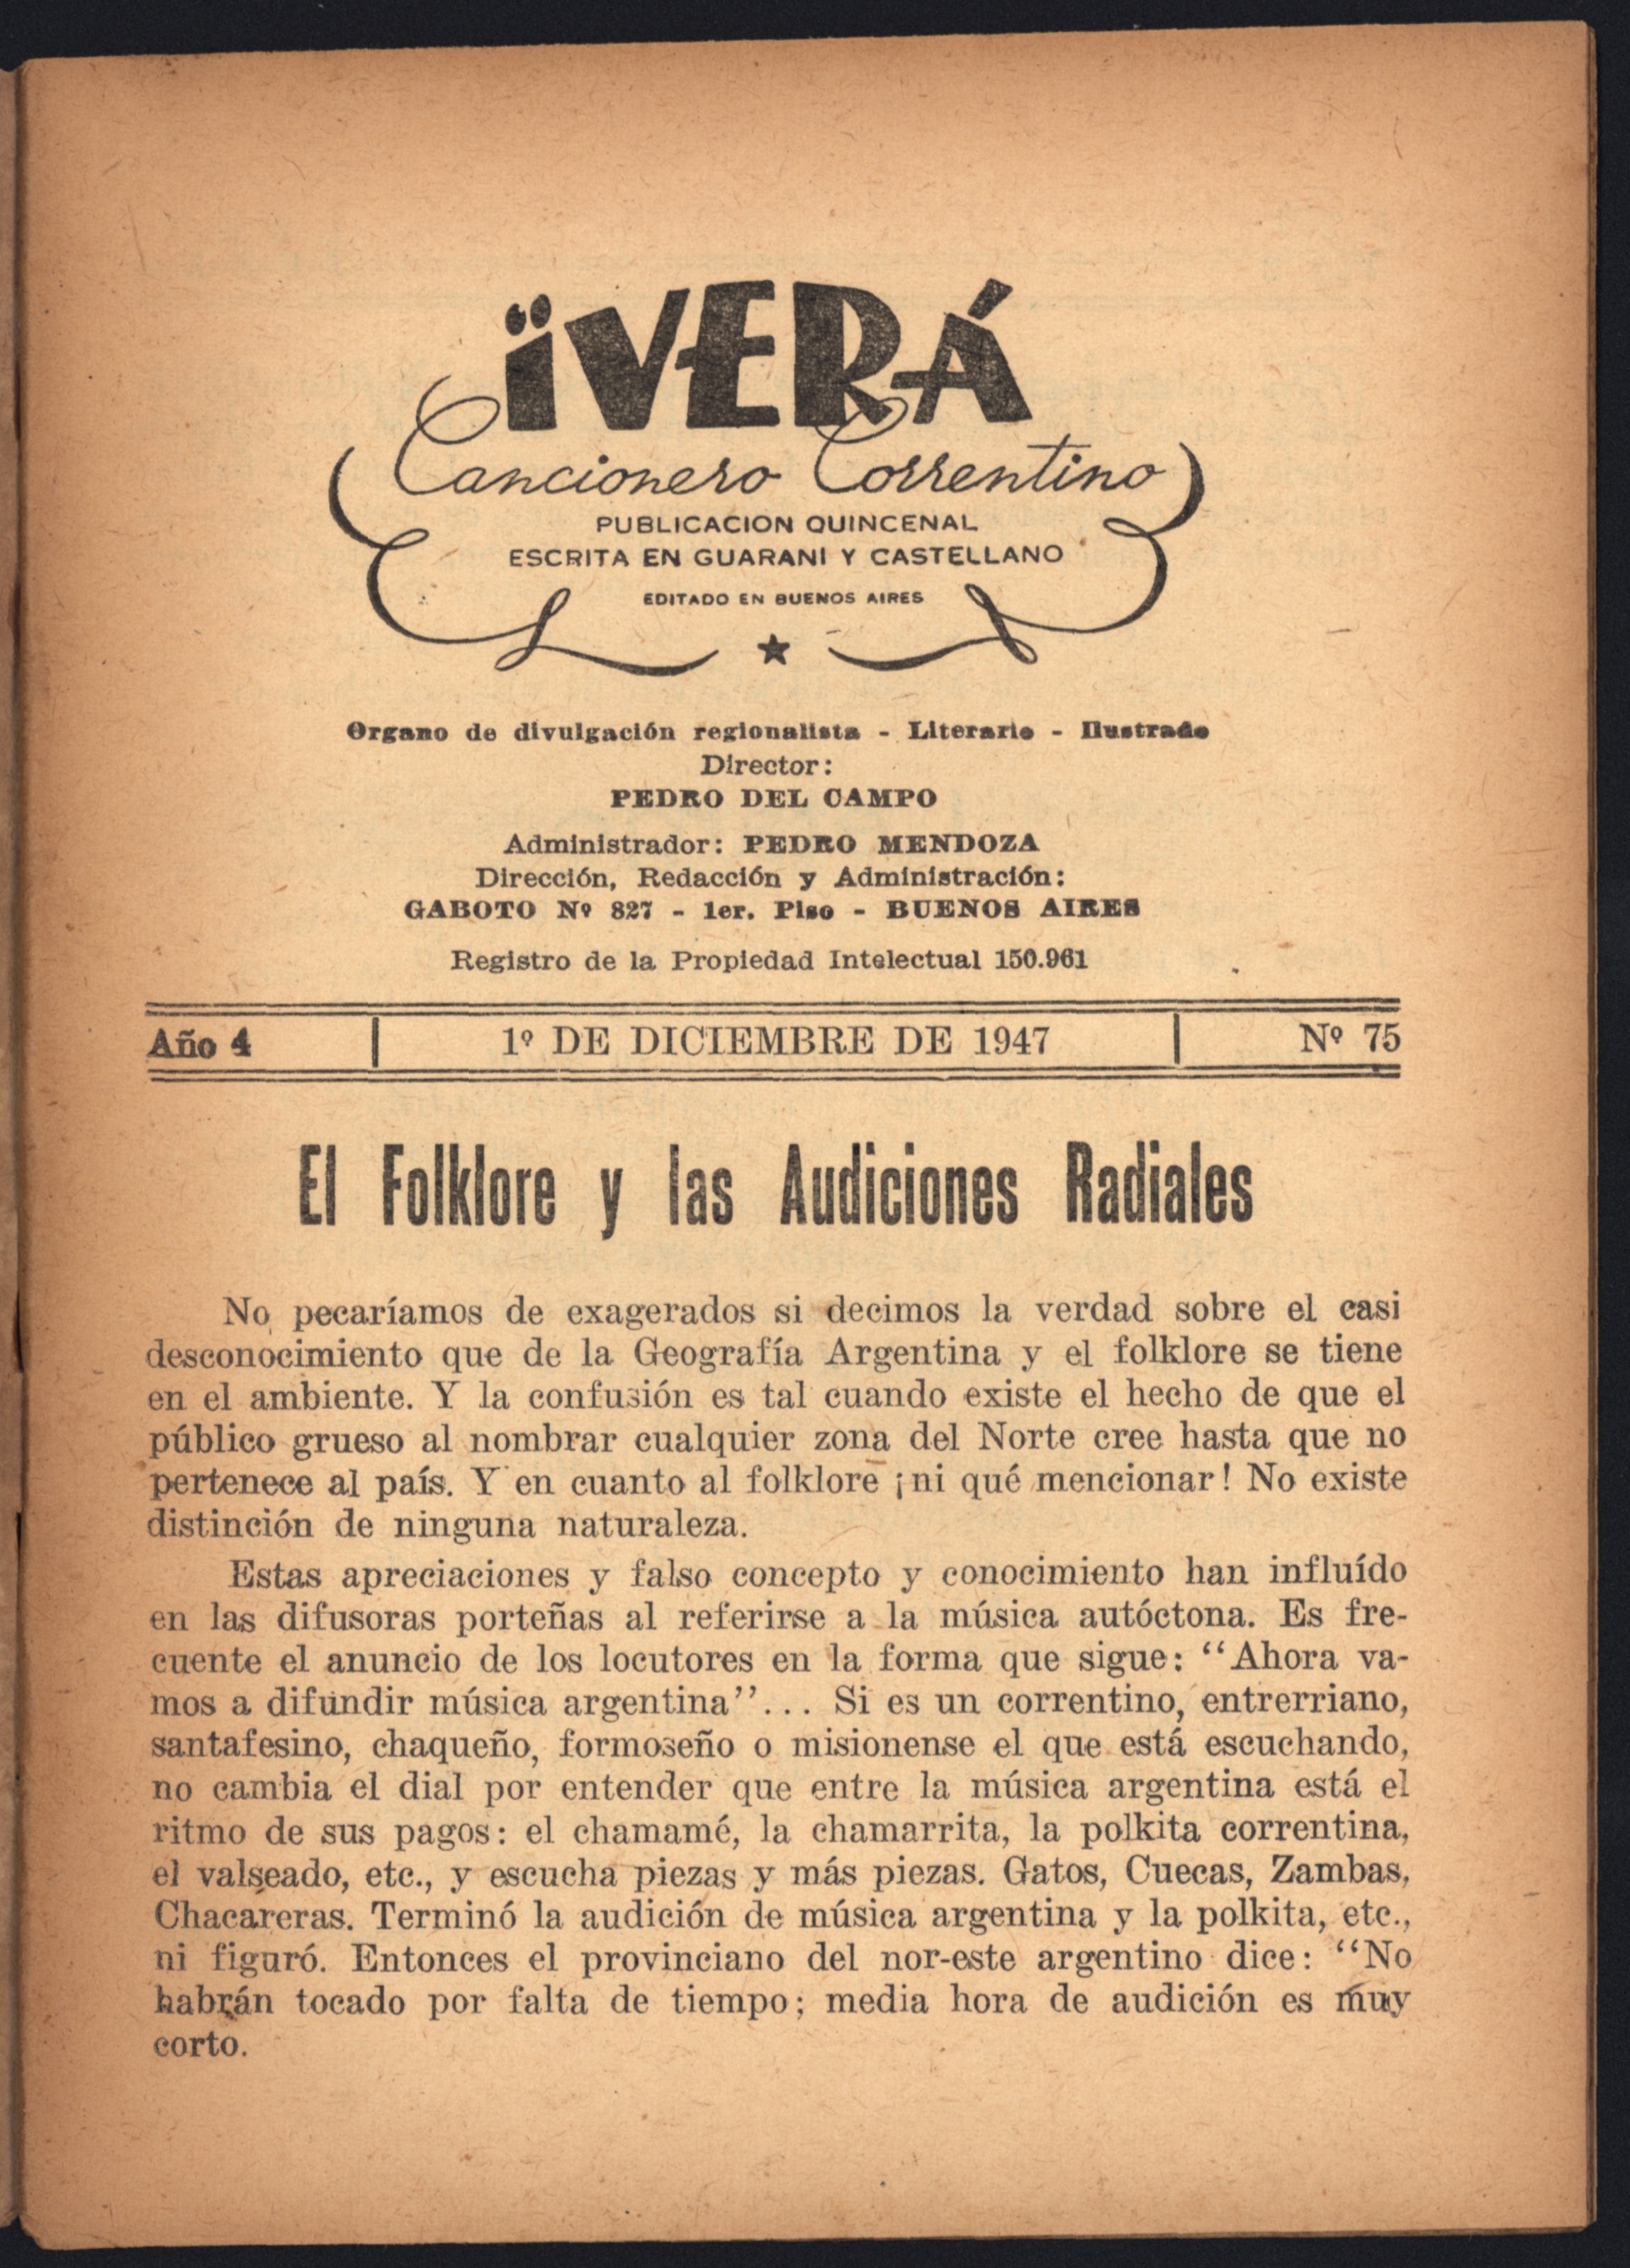 ÏVERÁ
Cancionero Correntino
PUBLICACION QUINCENAL
ESCRITA EN GUARANI Y CASTELLANO
EDITADO EN BUENOS AIRES
Organo de divulgación regionalista - Literario - Ilustrado
Director:
PEDRO DEL CAMPO
Administrador: PEDRO MENDOZA
Dirección, Redacción y Administración:
GABOTO Nº 827 - 1er. Piso - BUENOS AIRES
Registro de la Propiedad Intelectual 150.961
Año 4 | 1º DE DICIEMBRE DE 1947 | Nº 75
El Folklore y las Audiciones Radiales
No pecaríamos de exagerados si decimos la verdad sobre el casi
desconocimiento que de la Geografía Argentina y el folklore se tiene
en el ambiente. Y la confusión es tal cuando existe el hecho de que el
público grueso al nombrar cualquier zona del Norte cree hasta que no
pertenece al país. Y en cuanto al folklore ¡ni qué mencionar! No existe
distinción de ninguna naturaleza.
Estas apreciaciones y falso concepto y conocimiento han influído
en las difusoras porteñas al referirse a la música autóctona. Es fre-
cuente el anuncio de los locutores en la forma que sigue: "Ahora va-
mos a difundir música argentina"... Si es un correntino, entrerriano,
santafesino, chaqueño, formoseño o misionense el que está escuchando,
no cambia el dial por entender que entre la música argentina está el
ritmo de sus pagos: el chamamé, la chamarrita, la polkita correntina,
el valseado, etc., y escucha piezas y más piezas. Gatos, Cuecas, Zambas,
Chacareras. Terminó la audición de música argentina y la polkita, etc.,
ni figuró. Entonces el provinciano del nor-este argentino dice: "No
habrán tocado por falta de tiempo; media hora de audición es muy
corto.